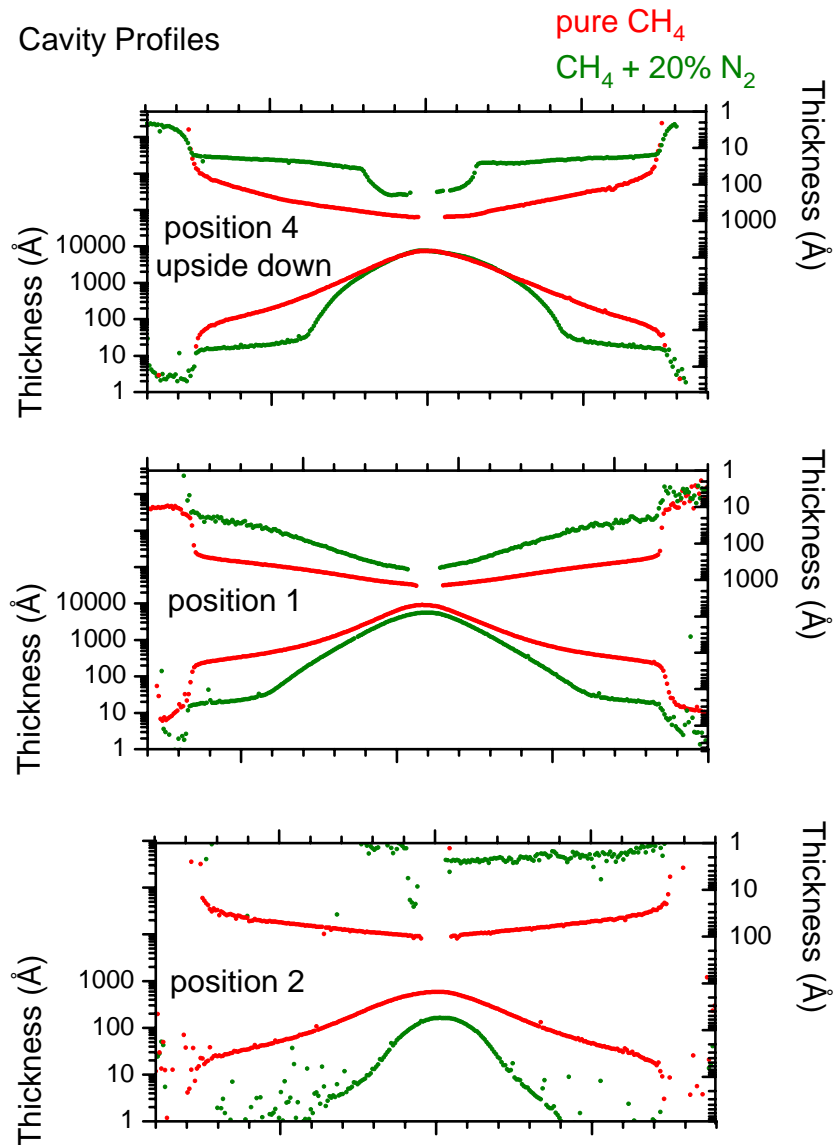 Cavity Profiles
pure CH₄
CH₄ + 20% N₂
position 4
upside down
Thickness (Å)
10000
1000
100
10
1
Thickness (Å)
1
10
100
1000
position 1
Thickness (Å)
10000
1000
100
10
1
Thickness (Å)
1
10
100
1000
position 2
Thickness (Å)
1000
100
10
1
Thickness (Å)
1
10
100